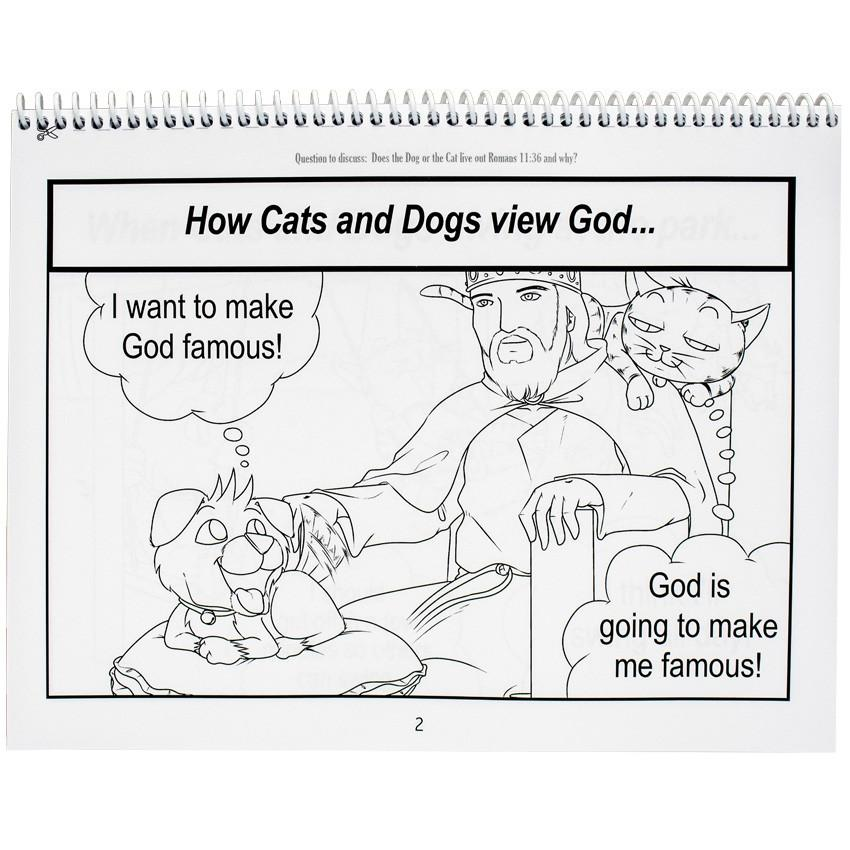 Question to discuss: Does the Dog or the Cat live out Romans 11:36 and why?
How Cats and Dogs view God...
I want to make
God famous!
God is
going to make
me famous!
2